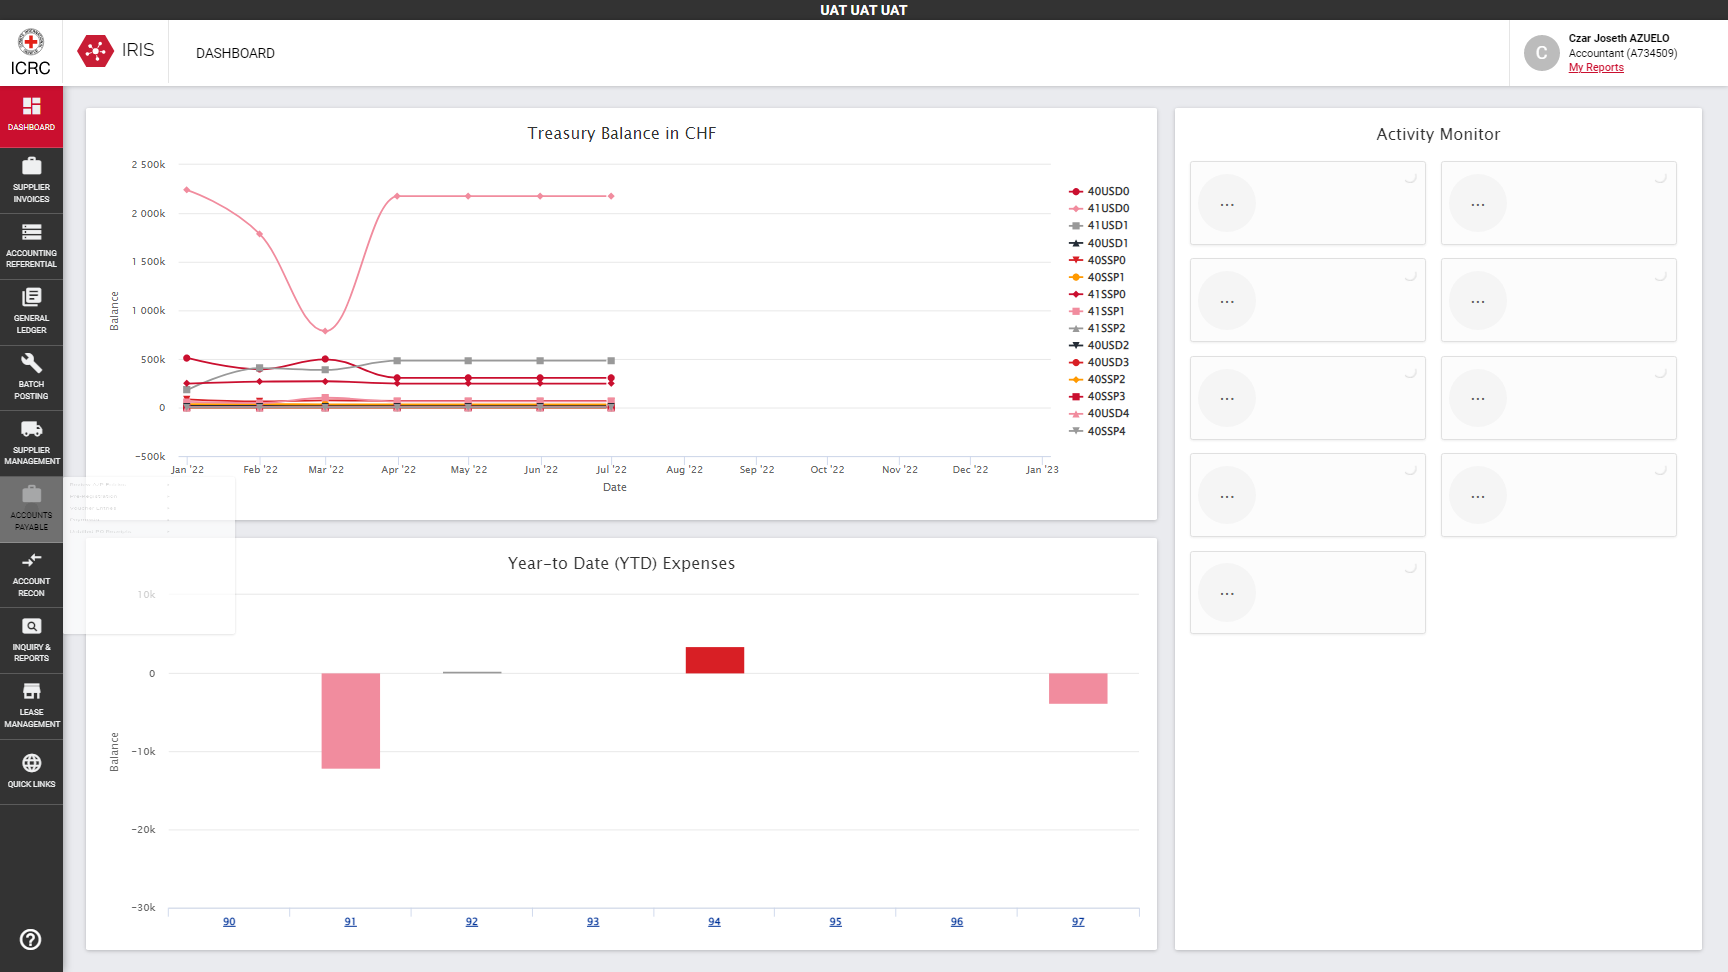 UAT UAT UAT
ICRC
IRIS
DASHBOARD
Czar Joseth AZUELO
Accountant (A734509)
My Reports
DASHBOARD
SUPPLIER
INVOICES
ACCOUNTING
REFERENTIAL
GENERAL
LEDGER
BATCH
POSTING
SUPPLIER
MANAGEMENT
ACCOUNTS
PAYABLE
ACCOUNT
RECON
INQUIRY &
REPORTS
LEASE
MANAGEMENT
QUICK LINKS
Treasury Balance in CHF
Balance
2 500k
2 000k
1 500k
1 000k
500k
0
-500k
Jan '22
Feb '22
Mar '22
Apr '22
May '22
Jun '22
Jul '22
Aug '22
Sep '22
Oct '22
Nov '22
Dec '22
Jan '23
Date
40USD0
41USD0
41USD1
40USD1
40SSP0
40SSP1
41SSP0
41SSP1
41SSP2
40USD2
40USD3
40SSP2
40SSP3
40USD4
40SSP4
Year-to Date (YTD) Expenses
Balance
10k
0
-10k
-20k
-30k
90
91
92
93
94
95
96
97
Activity Monitor
...
...
...
...
...
...
...
...
...